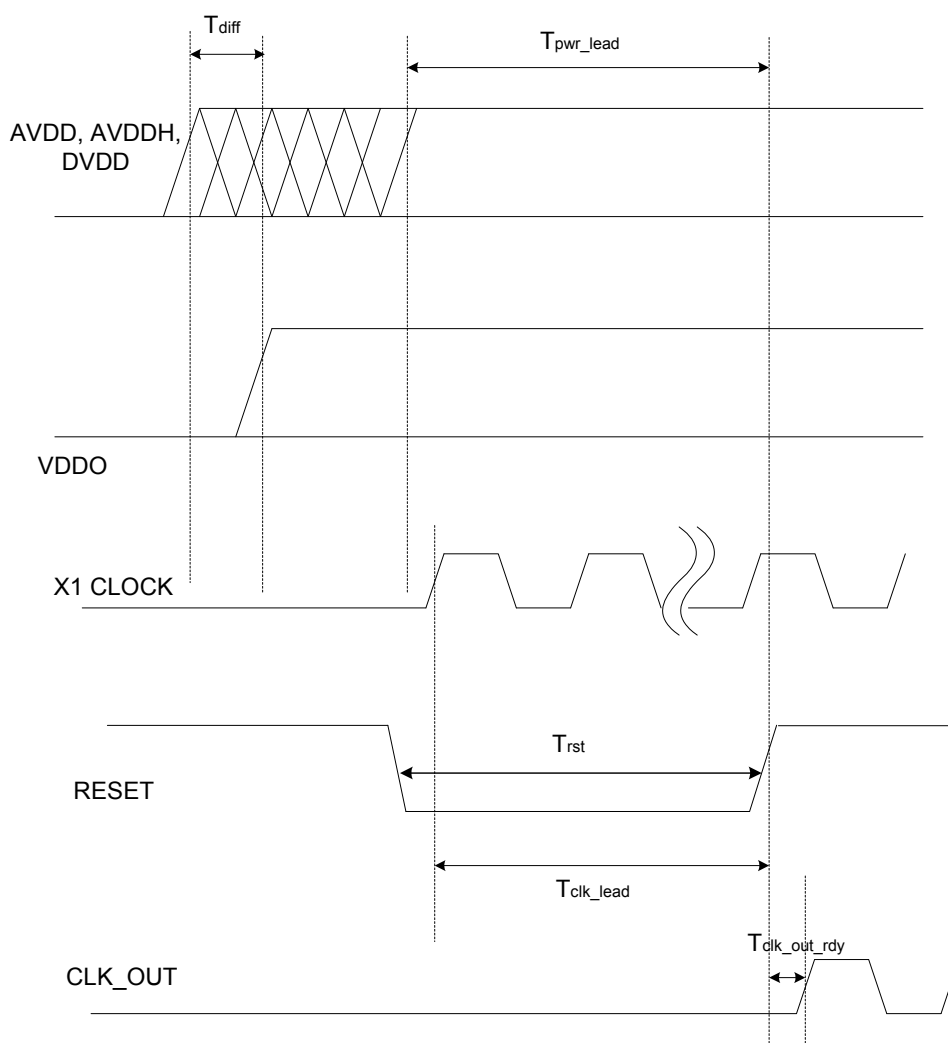 Tdiff
Tpwr_lead
AVDD, AVDDH,
DVDD
VDDO
X1 CLOCK
Trst
RESET
Tclk_lead
Tclk_out_rdy
CLK_OUT